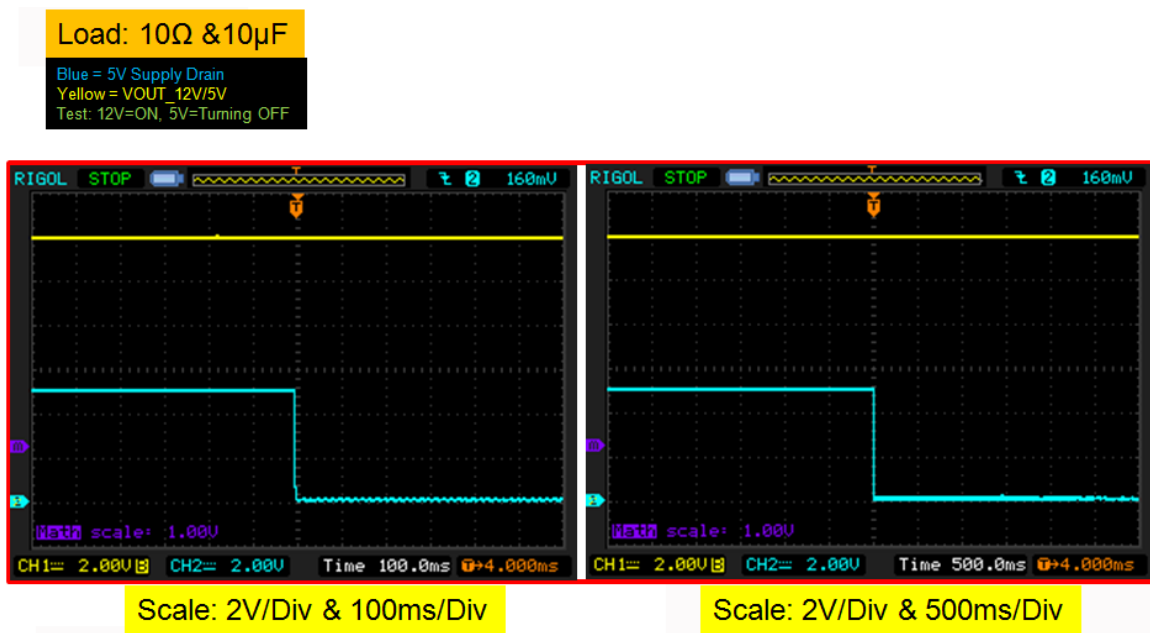 Load: 10Ω &10µF
Blue = 5V Supply Drain
Yellow = VOUT_12V/5V
Test: 12V=ON, 5V=Turning OFF
RIGOL STOP T 2 160mV
T
m
1
Math scale: 1.00V
CH1 2.00V B CH2 2.00V Time 100.0ms T→4.000ms
RIGOL STOP T 2 160mV
T
m
1
Math scale: 1.00V
CH1 2.00V B CH2 2.00V Time 500.0ms T→4.000ms
Scale: 2V/Div & 100ms/Div
Scale: 2V/Div & 500ms/Div